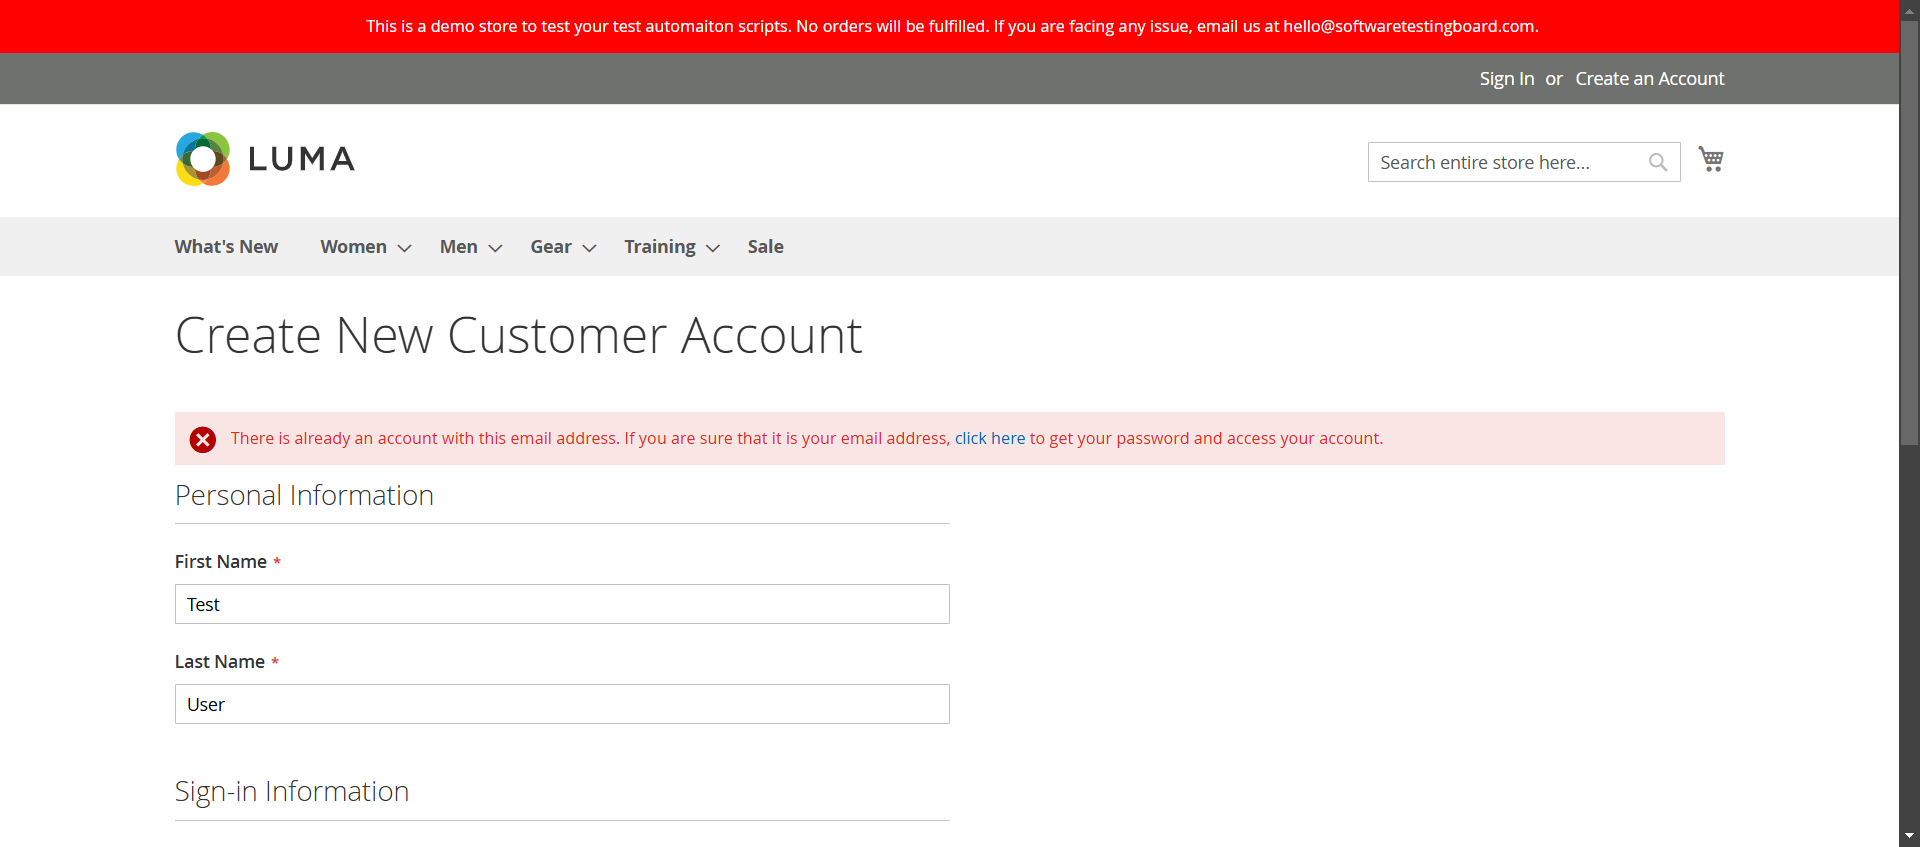 This is a demo store to test your test automaiton scripts. No orders will be fulfilled. If you are facing any issue, email us at hello@softwaretestingboard.com.
Sign In or Create an Account
LUMA
Search entire store here...
What's New Women Men Gear Training Sale
Create New Customer Account
There is already an account with this email address. If you are sure that it is your email address, click here to get your password and access your account.
Personal Information
First Name *
Test
Last Name *
User
Sign-in Information